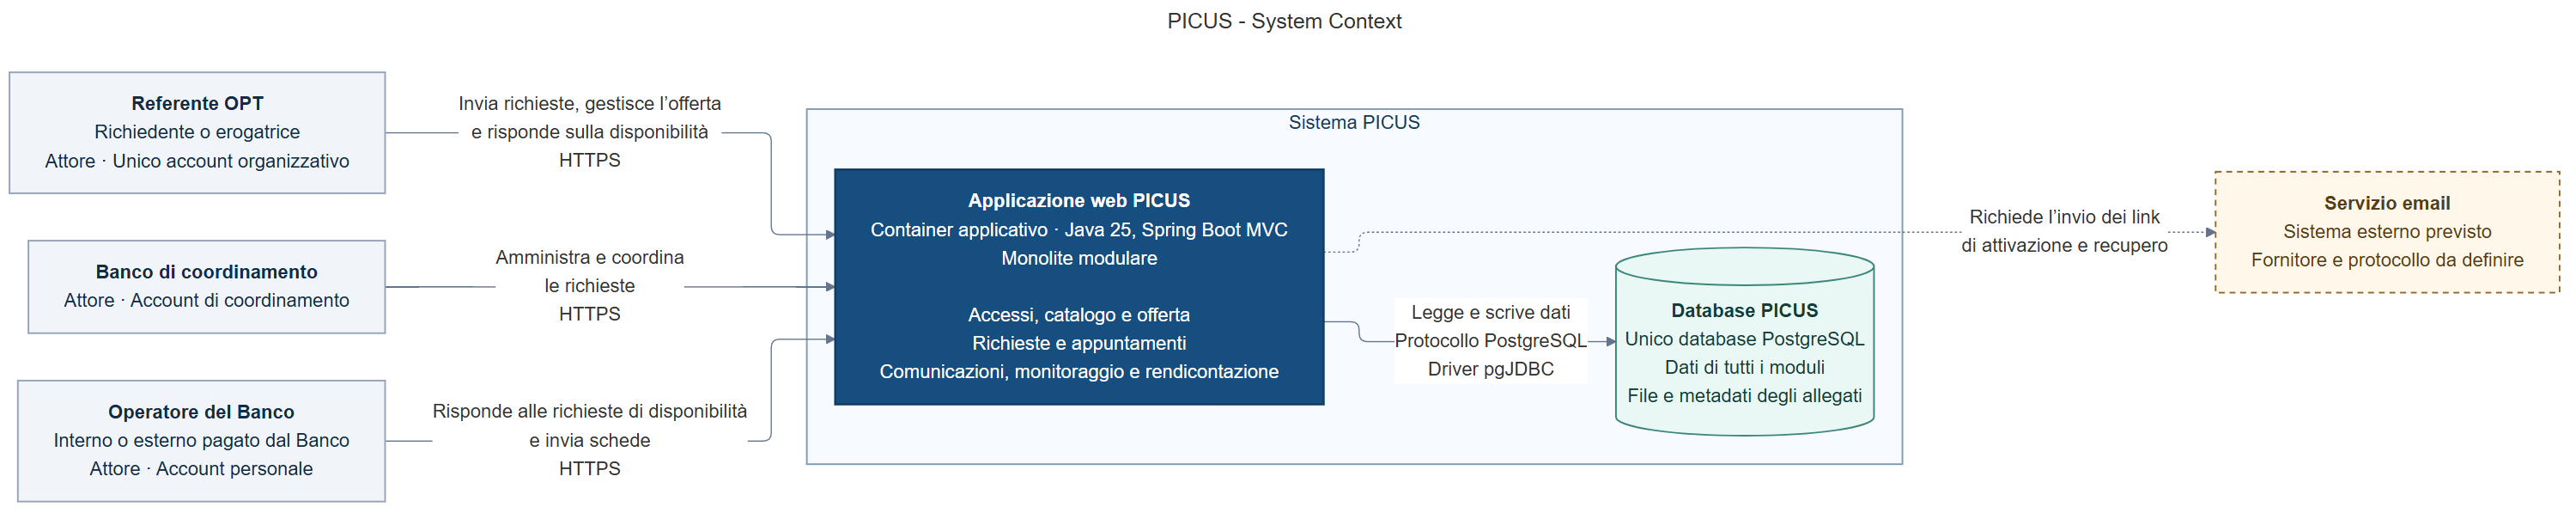 PICUS - System Context
Referente OPT
Richiedente o erogatrice
Attore · Unico account organizzativo
Invia richieste, gestisce l’offerta
e risponde sulla disponibilità
HTTPS
Banco di coordinamento
Attore · Account di coordinamento
Amministra e coordina
le richieste
HTTPS
Operatore del Banco
Interno o esterno pagato dal Banco
Attore · Account personale
Risponde alle richieste di disponibilità
e invia schede
HTTPS
Sistema PICUS
Applicazione web PICUS
Container applicativo · Java 25, Spring Boot MVC
Monolite modulare
Accessi, catalogo e offerta
Richieste e appuntamenti
Comunicazioni, monitoraggio e rendicontazione
Legge e scrive dati
Protocollo PostgreSQL
Driver pgJDBC
Database PICUS
Unico database PostgreSQL
Dati di tutti i moduli
File e metadati degli allegati
Richiede l’invio dei link
di attivazione e recupero
Servizio email
Sistema esterno previsto
Fornitore e protocollo da definire